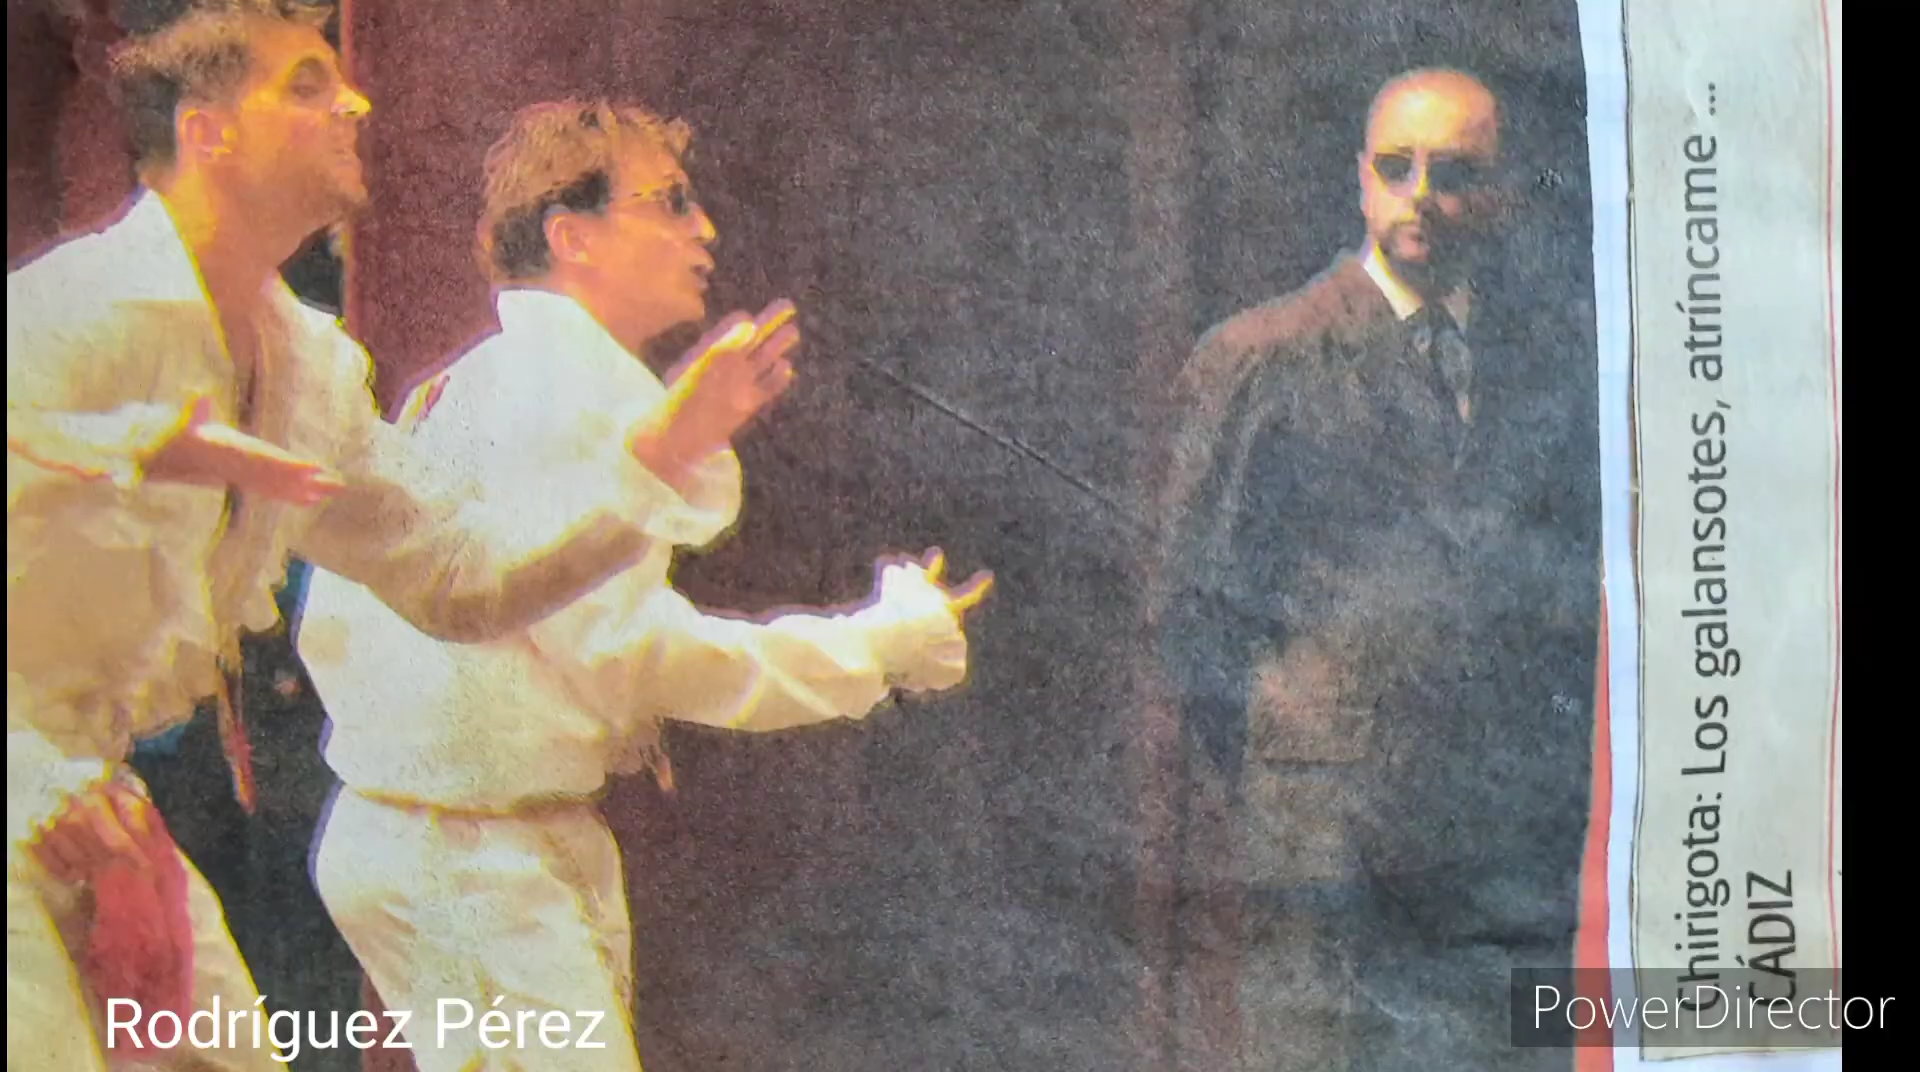 Chirigota: Los galansotes, atríncame ...
CÁDIZ
Rodríguez Pérez
PowerDirector